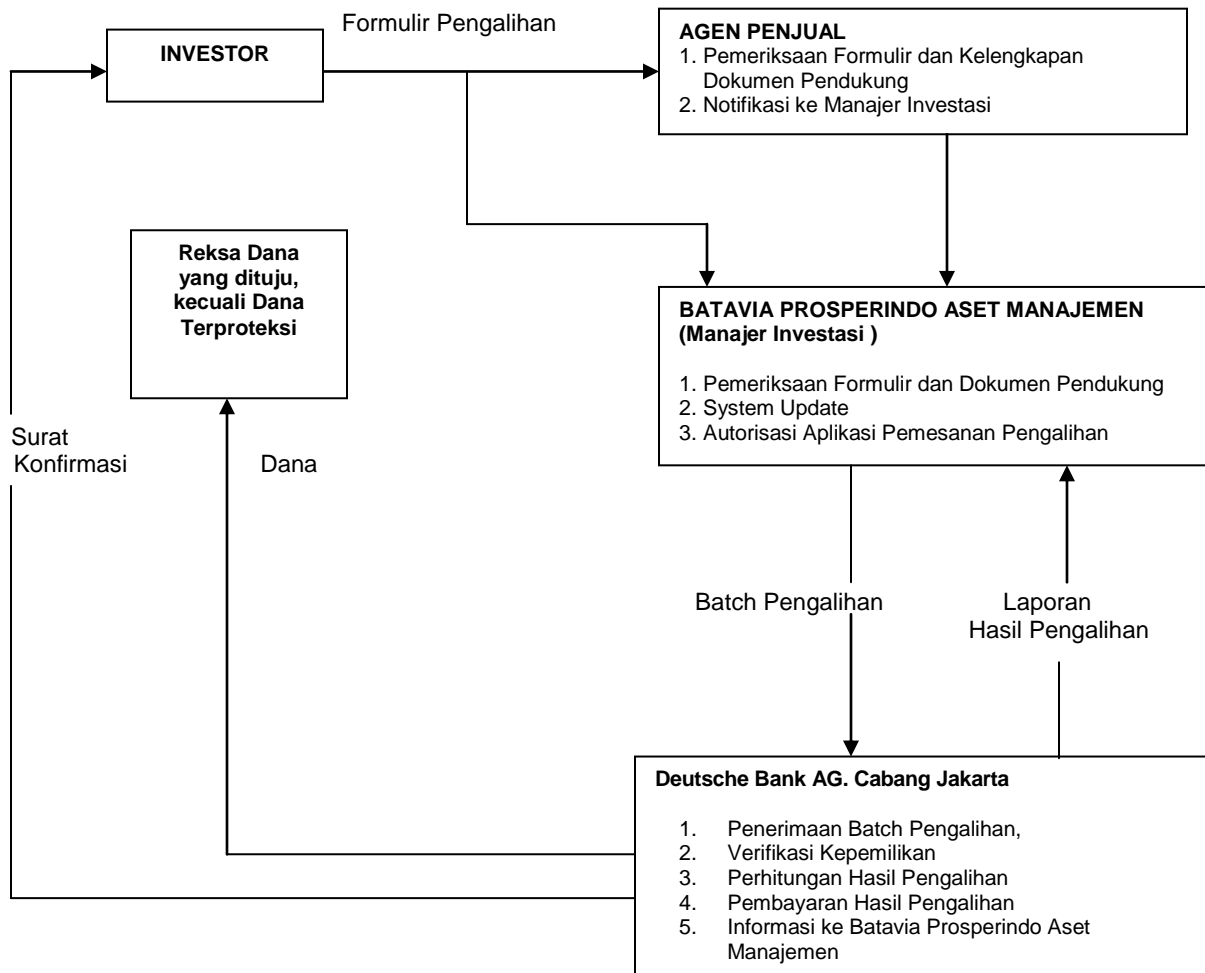 Formulir Pengalihan
INVESTOR
AGEN PENJUAL
1. Pemeriksaan Formulir dan Kelengkapan
Dokumen Pendukung
2. Notifikasi ke Manajer Investasi
Reksa Dana
yang dituju,
kecuali Dana
Terproteksi
BATAVIA PROSPERINDO ASET MANAJEMEN
(Manajer Investasi )
1. Pemeriksaan Formulir dan Dokumen Pendukung
2. System Update
3. Autorisasi Aplikasi Pemesanan Pengalihan
Surat
Konfirmasi
Dana
Batch Pengalihan
Laporan
Hasil Pengalihan
Deutsche Bank AG. Cabang Jakarta
1. Penerimaan Batch Pengalihan,
2. Verifikasi Kepemilikan
3. Perhitungan Hasil Pengalihan
4. Pembayaran Hasil Pengalihan
5. Informasi ke Batavia Prosperindo Aset
Manajemen